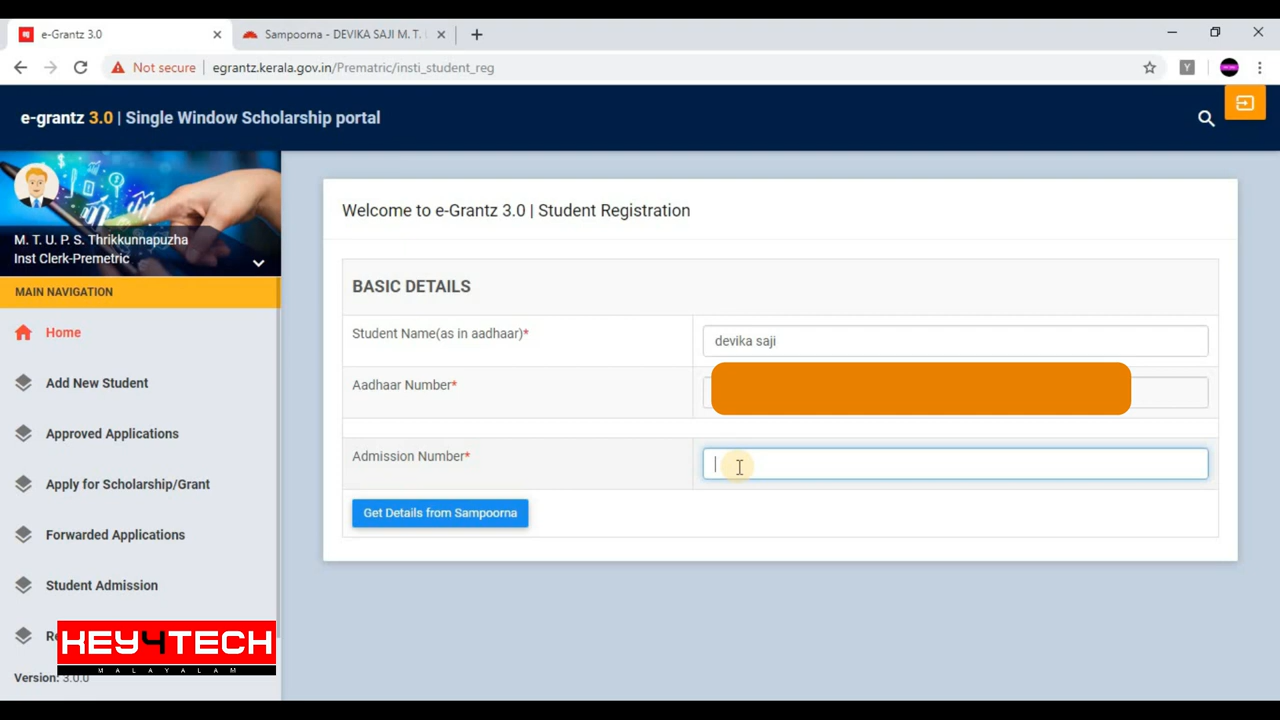 e-Grantz 3.0
Sampoorna - DEVIKA SAJI M. T.
Not secure
egrantz.kerala.gov.in/Prematric/insti_student_reg
Y
e-grantz 3.0 | Single Window Scholarship portal
M. T. U. P. S. Thrikkunnapuzha
Inst Clerk-Premetric
MAIN NAVIGATION
Home
Add New Student
Approved Applications
Apply for Scholarship/Grant
Forwarded Applications
Student Admission
KEY4TECH
MALAYALAM
Version: 3.0.0
Welcome to e-Grantz 3.0 | Student Registration
BASIC DETAILS
Student Name(as in aadhaar)*
devika saji
Aadhaar Number*
Admission Number*
Get Details from Sampoorna